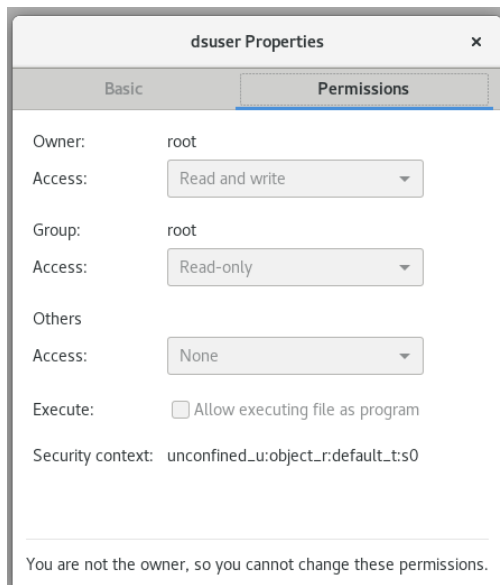 dsuser Properties ×
Basic Permissions
Owner: root
Access: Read and write
Group: root
Access: Read-only
Others
Access: None
Execute: Allow executing file as program
Security context: unconfined_u:object_r:default_t:s0
You are not the owner, so you cannot change these permissions.